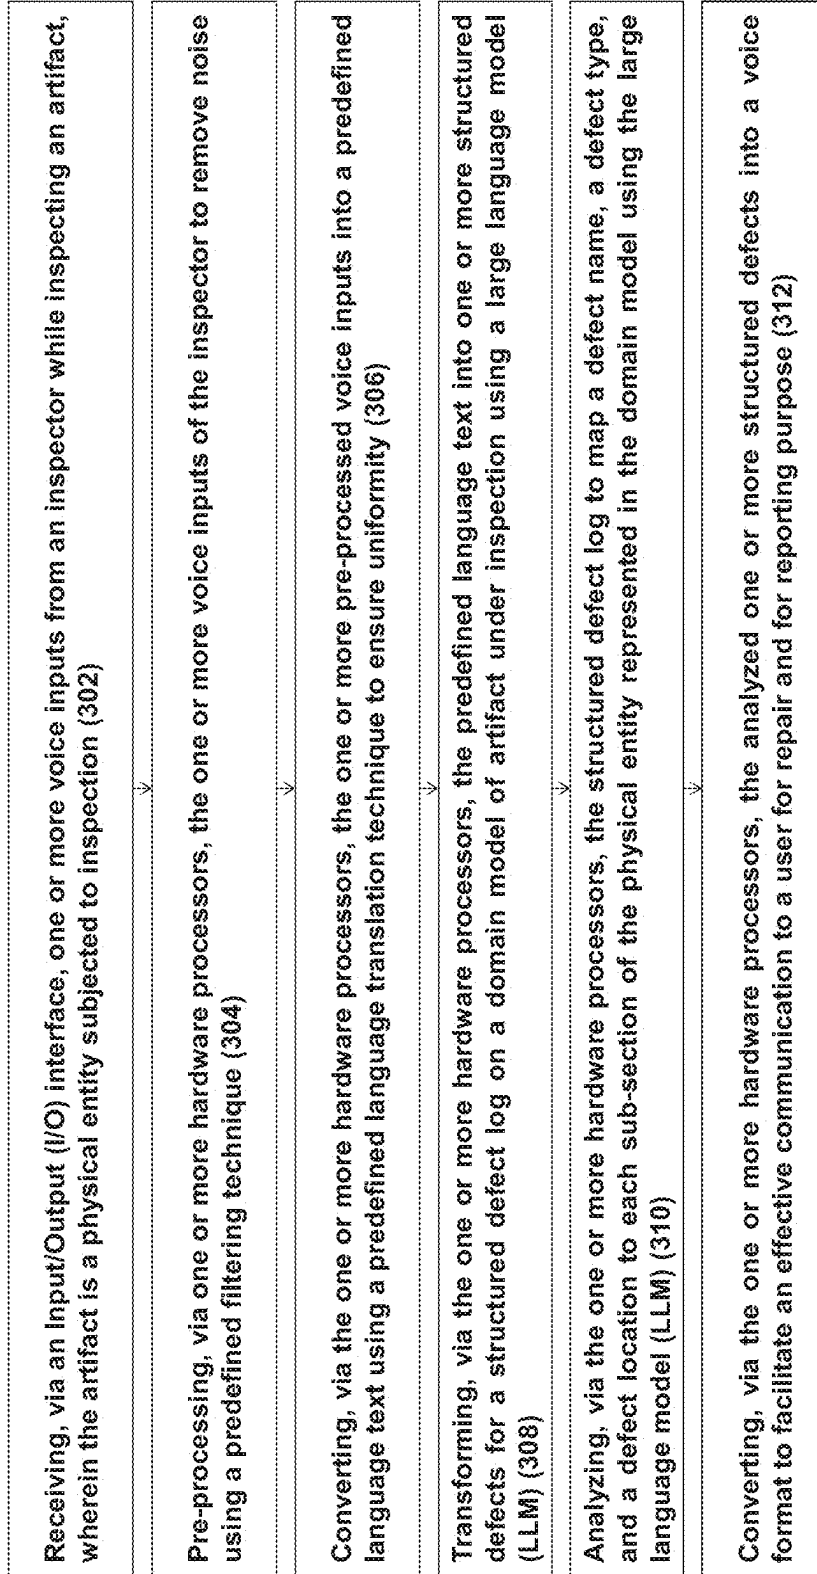 Receiving, via an Input/Output (I/O) interface, one or more voice inputs from an inspector while inspecting an artifact,
wherein the artifact is a physical entity subjected to inspection (302)
Pre-processing, via one or more hardware processors, the one or more voice inputs of the inspector to remove noise
using a predefined filtering technique (304)
Converting, via the one or more hardware processors, the one or more pre-processed voice inputs into a predefined
language text using a predefined language translation technique to ensure uniformity (306)
Transforming, via the one or more hardware processors, the predefined language text into one or more structured
defects for a structured defect log on a domain model of artifact under inspection using a large language model
(LLM) (308)
Analyzing, via the one or more hardware processors, the structured defect log to map a defect name, a defect type,
and a defect location to each sub-section of the physical entity represented in the domain model using the large
language model (LLM) (310)
Converting, via the one or more hardware processors, the analyzed one or more structured defects into a voice
format to facilitate an effective communication to a user for repair and for reporting purpose (312)